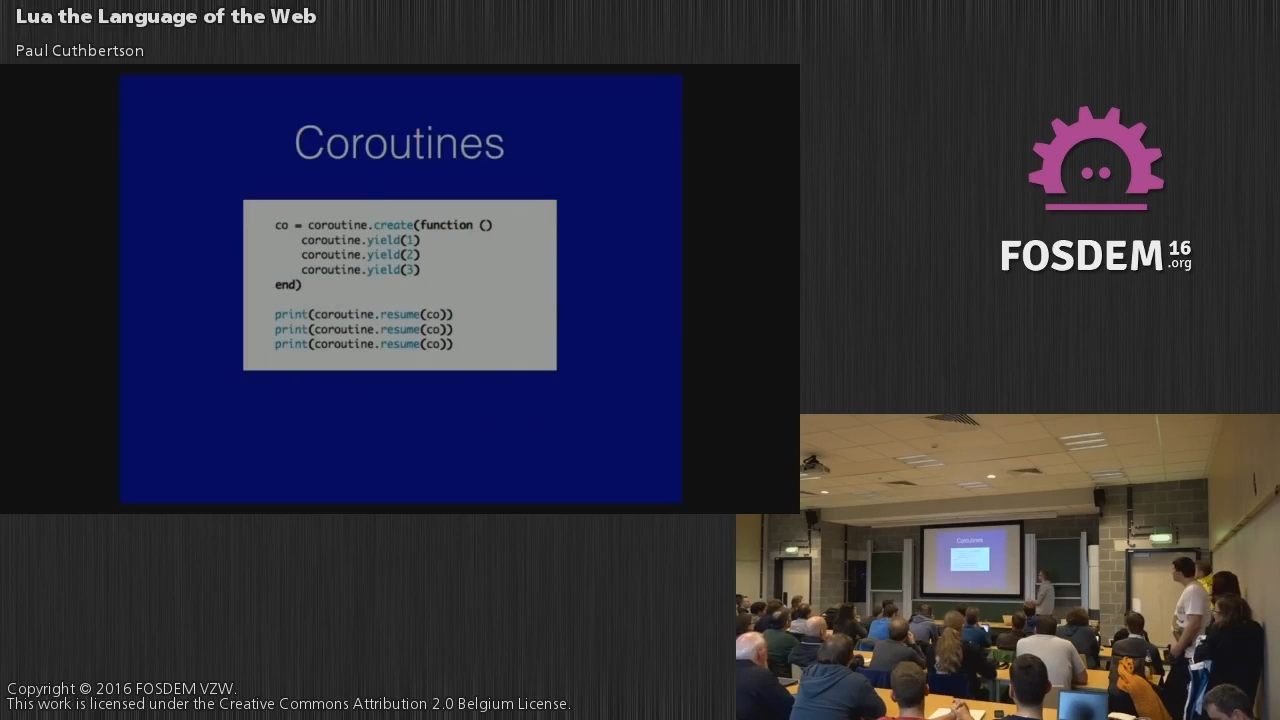 Lua the Language of the Web
Paul Cuthbertson
Coroutines
co = coroutine.create(function ()
    coroutine.yield(1)
    coroutine.yield(2)
    coroutine.yield(3)
end)
print(coroutine.resume(co))
print(coroutine.resume(co))
print(coroutine.resume(co))
FOSDEM 16
.org
Coroutines
Copyright © 2016 FOSDEM VZW.
This work is licensed under the Creative Commons Attribution 2.0 Belgium License.